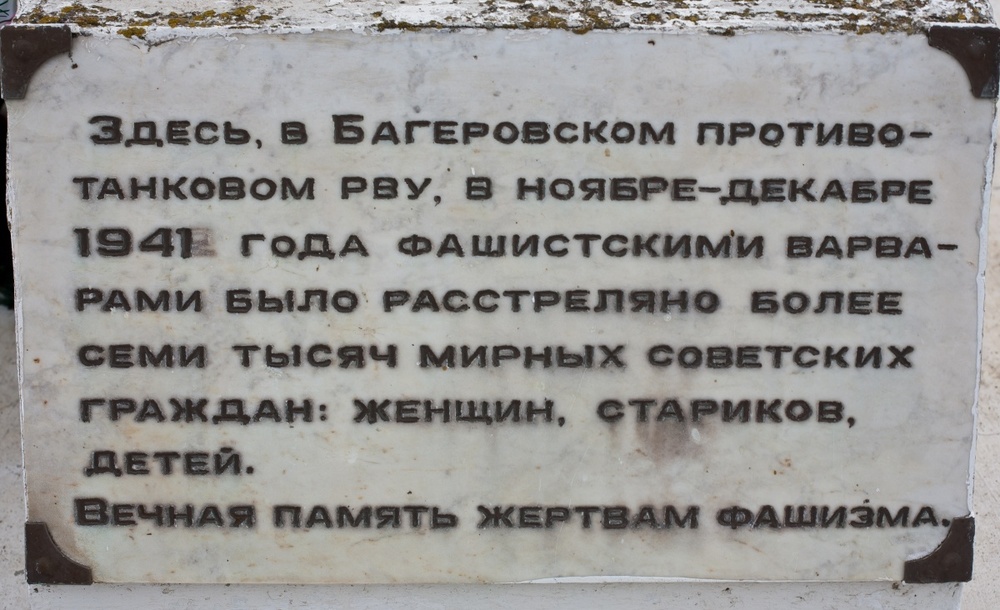 Здесь, в Багеровском противо-
танковом рву, в ноябре-декабре
1941 года фашистскими варва-
рами было расстреляно более
семи тысяч мирных советских
граждан: женщин, стариков,
детей.
Вечная память жертвам фашизма.